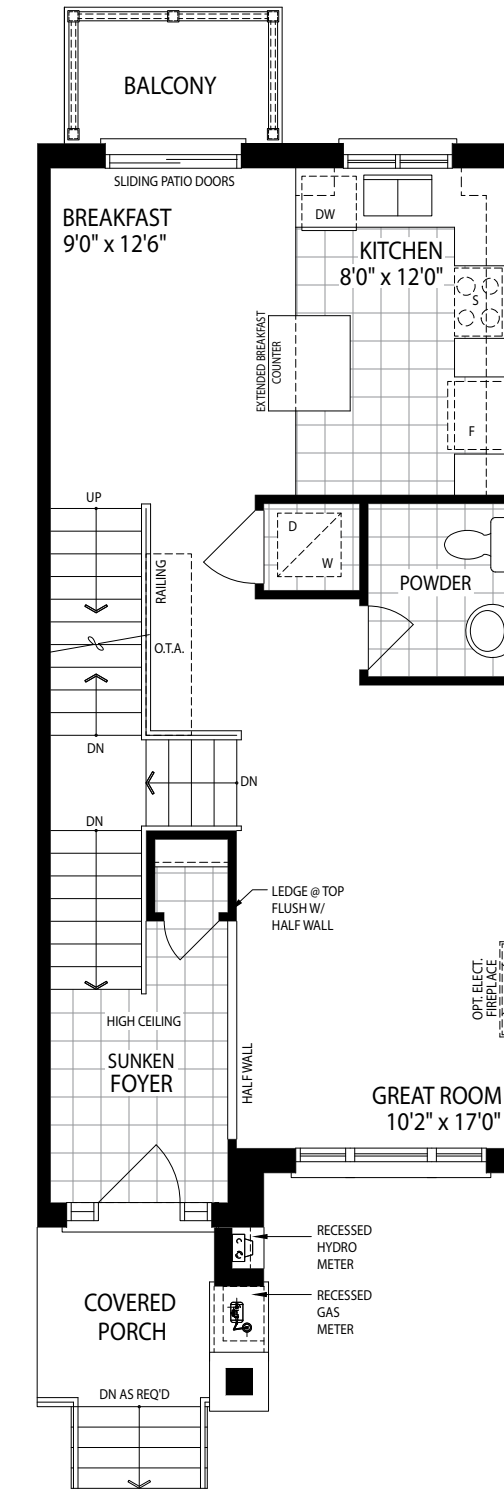 BALCONY
SLIDING PATIO DOORS
BREAKFAST
9'0" x 12'6"
DW
KITCHEN
8'0" x 12'0"
S
EXTENDED BREAKFAST
COUNTER
F
UP
D
W
POWDER
RAILING
O.T.A.
DN
DN
DN
LEDGE @ TOP
FLUSH W/
HALF WALL
OPT. ELECT.
FIREPLACE
HIGH CEILING
SUNKEN
FOYER
HALF WALL
GREAT ROOM
10'2" x 17'0"
RECESSED
HYDRO
METER
COVERED
PORCH
RECESSED
GAS
METER
DN AS REQ'D